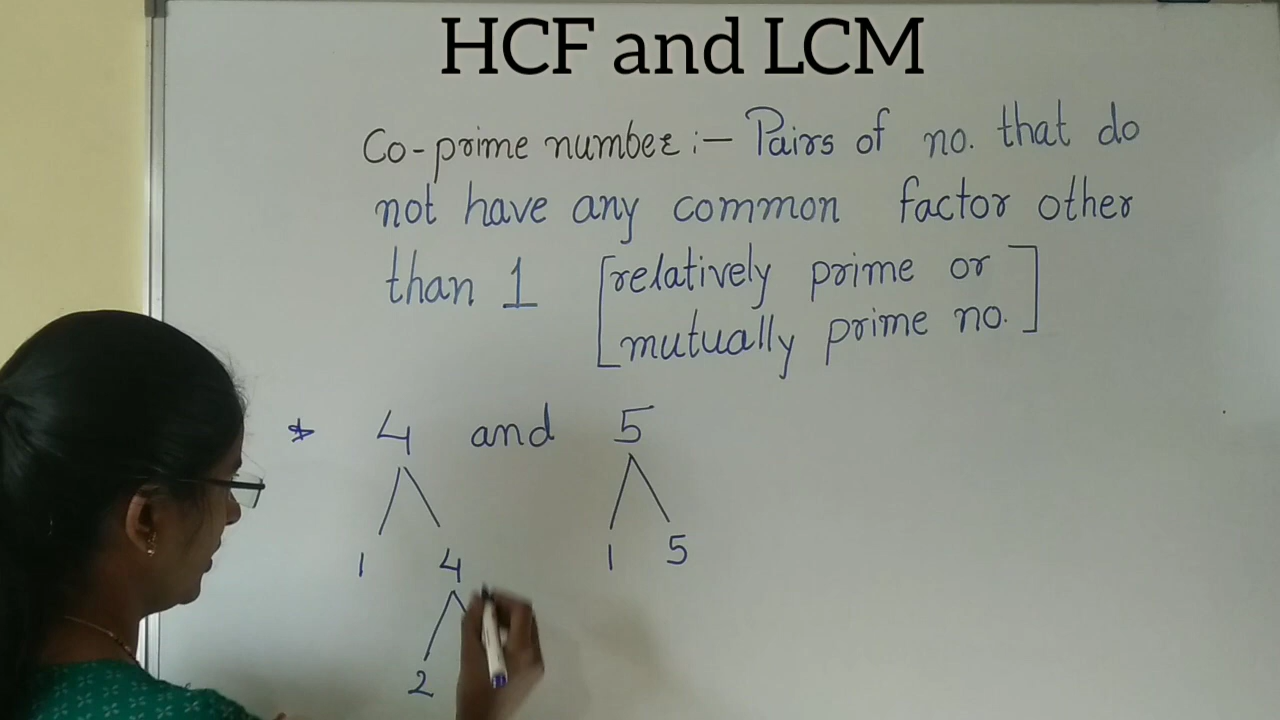 HCF and LCM
Co-prime number :- Pairs of no. that do
not have any common factor other
than 1 [relatively prime or
mutually prime no.]
* 4 and 5
1 4 1 5
2